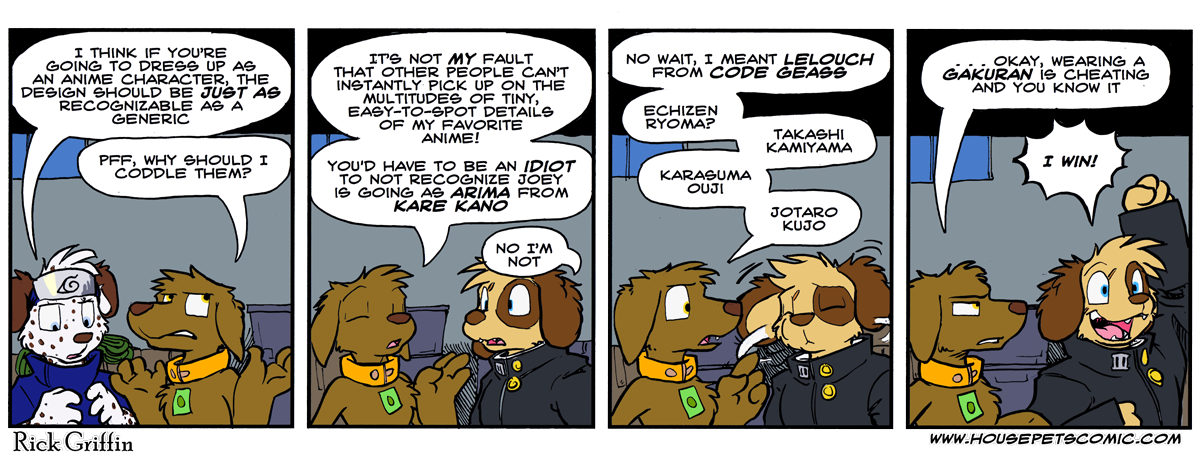 I THINK IF YOU'RE
GOING TO DRESS UP AS
AN ANIME CHARACTER, THE
DESIGN SHOULD BE JUST AS
RECOGNIZABLE AS A
GENERIC
PFF, WHY SHOULD I
CODDLE THEM?
IT'S NOT MY FAULT
THAT OTHER PEOPLE CAN'T
INSTANTLY PICK UP ON THE
MULTITUDES OF TINY,
EASY-TO-SPOT DETAILS
OF MY FAVORITE
ANIME!
YOU'D HAVE TO BE AN IDIOT
TO NOT RECOGNIZE JOEY
IS GOING AS ARIMA FROM
KARE KANO
NO I'M
NOT
NO WAIT, I MEANT LELOUCH
FROM CODE GEASS
ECHIZEN
RYOMA?
TAKASHI
KAMIYAMA
KARASUMA
OUJI
JOTARO
KUJO
. . . OKAY, WEARING A
GAKURAN IS CHEATING
AND YOU KNOW IT
I WIN!
Rick Griffin
WWW.HOUSEPETSCOMIC.COM